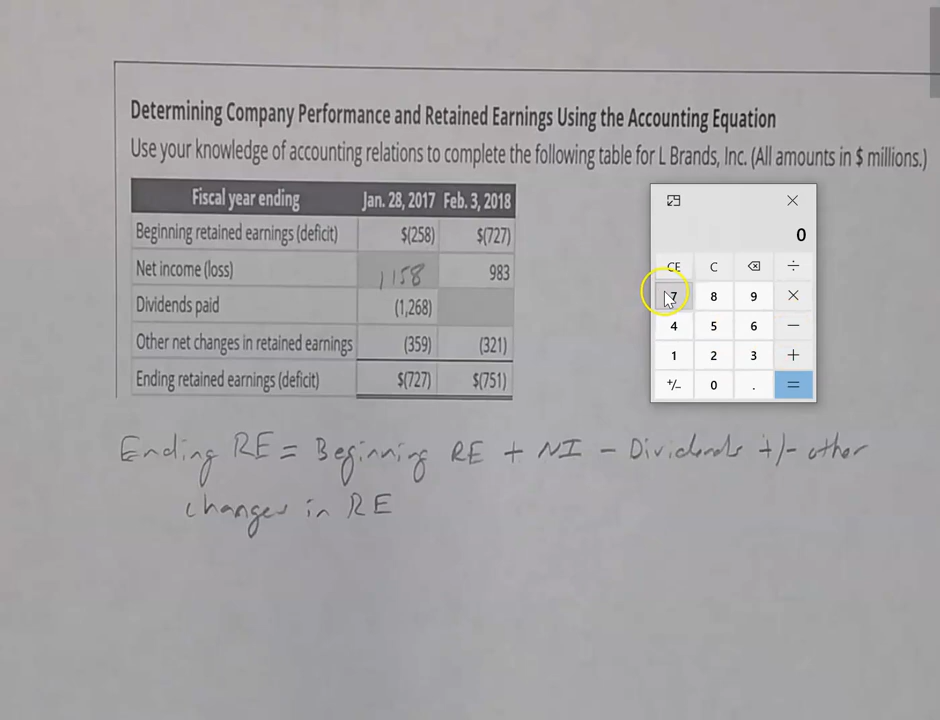 Determining Company Performance and Retained Earnings Using the Accounting Equation
Use your knowledge of accounting relations to complete the following table for L Brands, Inc. (All amounts in $ millions.)
Fiscal year ending Jan. 28, 2017 Feb. 3, 2018
Beginning retained earnings (deficit) $(258) $(727)
Net income (loss) 1158 983
Dividends paid (1,268)
Other net changes in retained earnings (359) (321)
Ending retained earnings (deficit) $(727) $(751)
0
CE C ⌫ ÷
7 8 9 ×
4 5 6 −
1 2 3 +
+/− 0 . =
Ending RE = Beginning RE + NI - Dividends +/- other
changes in RE